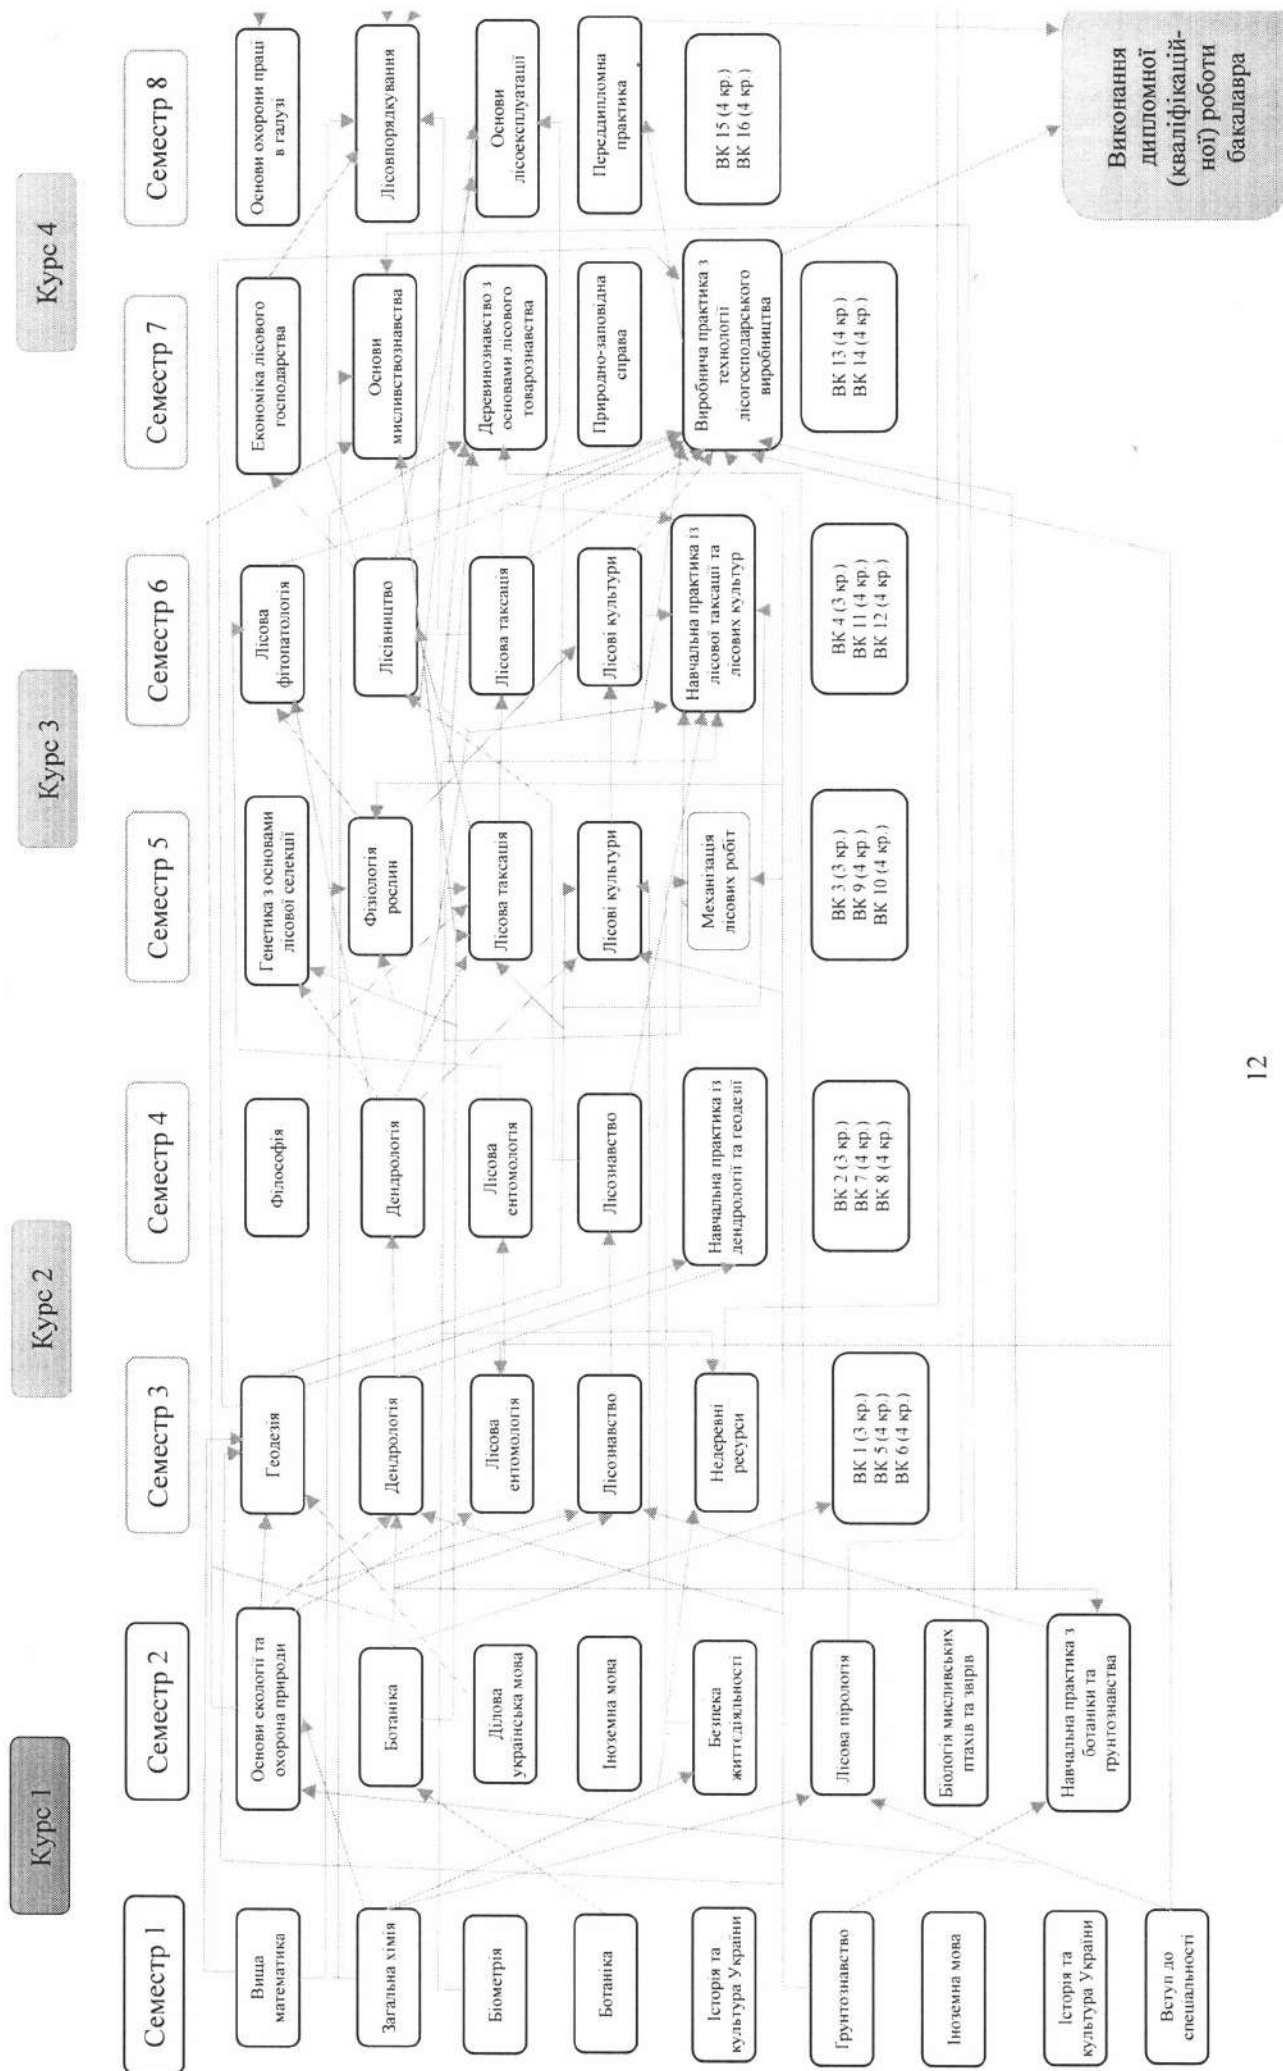 Курс 1
Курс 2
Курс 3
Курс 4
Семестр 1
Семестр 2
Семестр 3
Семестр 4
Семестр 5
Семестр 6
Семестр 7
Семестр 8
Вища
математика
Загальна хімія
Біометрія
Ботаніка
Історія та
культура України
Грунтознавство
Іноземна мова
Історія та
культура України
Вступ до
спеціальності
Основи екології та
охорона природи
Ботаніка
Ділова
українська мова
Іноземна мова
Безпека
життєдіяльності
Лісова пірологія
Біологія мисливських
птахів та звірів
Навчальна практика з
ботаніки та
грунтознавства
Геодезія
Дендрологія
Лісова
ентомологія
Лісознавство
Недеревні
ресурси
ВК 1 (3 кр.)
ВК 5 (4 кр.)
ВК 6 (4 кр.)
Філософія
Дендрологія
Лісова
ентомологія
Лісознавство
Навчальна практика із
дендрології та геодезії
ВК 2 (3 кр.)
ВК 7 (4 кр.)
ВК 8 (4 кр.)
Генетика з основами
лісової селекції
Фізіологія
рослин
Лісова таксація
Лісові культури
Механізація
лісових робіт
ВК 3 (3 кр.)
ВК 9 (4 кр.)
ВК 10 (4 кр.)
Лісова
фітопатологія
Лісівництво
Лісова таксація
Лісові культури
Навчальна практика із
лісової таксації та
лісових культур
ВК 4 (3 кр.)
ВК 11 (4 кр.)
ВК 12 (4 кр.)
Економіка лісового
господарства
Основи
мисливствознавства
Деревинознавство з
основами лісового
товарознавства
Природно-заповідна
справа
Виробнича практика з
технології
лісогосподарського
виробництва
ВК 13 (4 кр.)
ВК 14 (4 кр.)
Основи охорони праці
в галузі
Лісовпорядкування
Основи
лісоексплуатації
Переддипломна
практика
ВК 15 (4 кр.)
ВК 16 (4 кр.)
Виконання
дипломної
(кваліфікацій-
ної) роботи
бакалавра
12